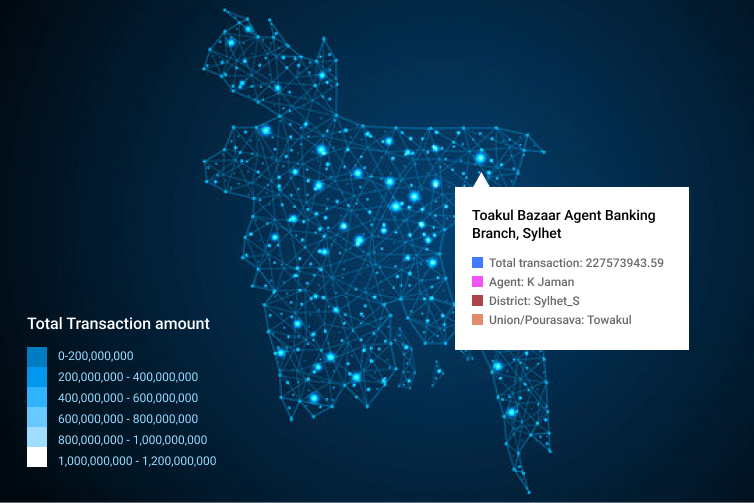 Toakul Bazaar Agent Banking
Branch, Sylhet
Total transaction: 227573943.59
Agent: K Jaman
District: Sylhet_S
Union/Pourasava: Towakul
Total Transaction amount
0-200,000,000
200,000,000 - 400,000,000
400,000,000 - 600,000,000
600,000,000 - 800,000,000
800,000,000 - 1,000,000,000
1,000,000,000 - 1,200,000,000